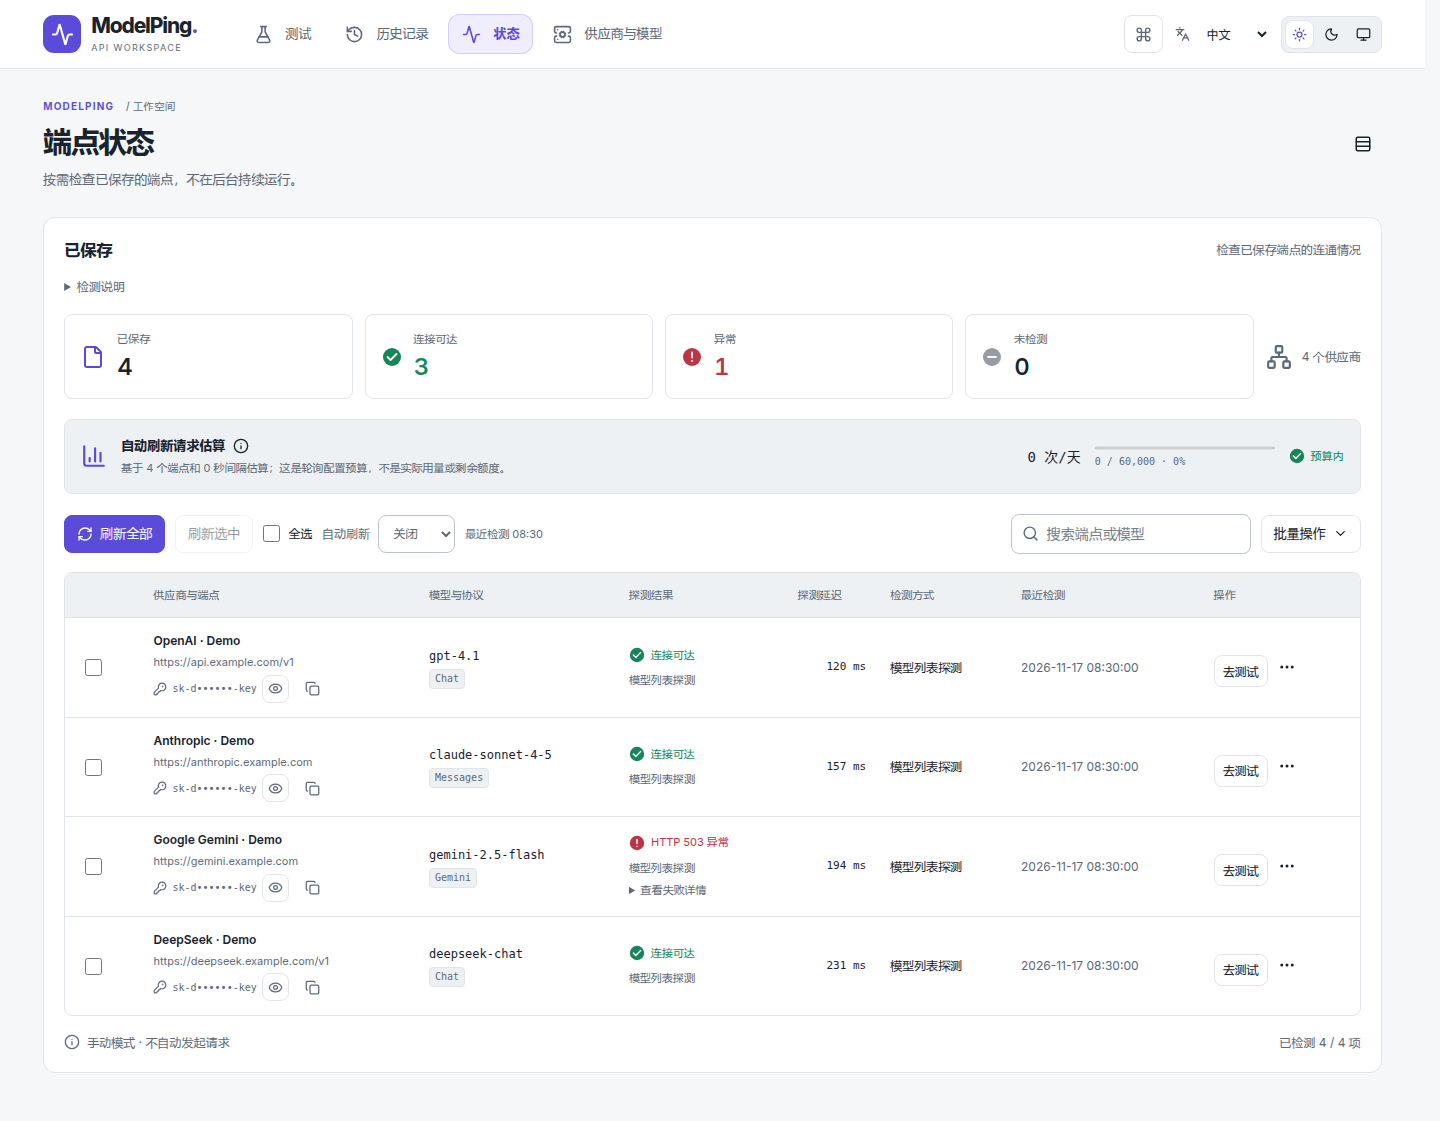 ModelPing.
API WORKSPACE
测试
历史记录
状态
供应商与模型
中文
MODELPING / 工作空间
端点状态
按需检查已保存的端点，不在后台持续运行。
已保存
检查已保存端点的连通情况
检测说明
已保存
4
连接可达
3
异常
1
未检测
0
4 个供应商
自动刷新请求估算
基于 4 个端点和 0 秒间隔估算；这是轮询配置预算，不是实际用量或剩余额度。
0 次/天
0 / 60,000 · 0%
预算内
刷新全部
刷新选中
全选
自动刷新
关闭
最近检测 08:30
搜索端点或模型
批量操作
供应商与端点 模型与协议 探测结果 探测延迟 检测方式 最近检测 操作
OpenAI · Demo
https://api.example.com/v1
sk-d••••••-key
gpt-4.1
Chat
连接可达
模型列表探测
120 ms
模型列表探测
2026-11-17 08:30:00
去测试
Anthropic · Demo
https://anthropic.example.com
sk-d••••••-key
claude-sonnet-4-5
Messages
连接可达
模型列表探测
157 ms
模型列表探测
2026-11-17 08:30:00
去测试
Google Gemini · Demo
https://gemini.example.com
sk-d••••••-key
gemini-2.5-flash
Gemini
HTTP 503 异常
模型列表探测
查看失败详情
194 ms
模型列表探测
2026-11-17 08:30:00
去测试
DeepSeek · Demo
https://deepseek.example.com/v1
sk-d••••••-key
deepseek-chat
Chat
连接可达
模型列表探测
231 ms
模型列表探测
2026-11-17 08:30:00
去测试
手动模式 · 不自动发起请求
已检测 4 / 4 项